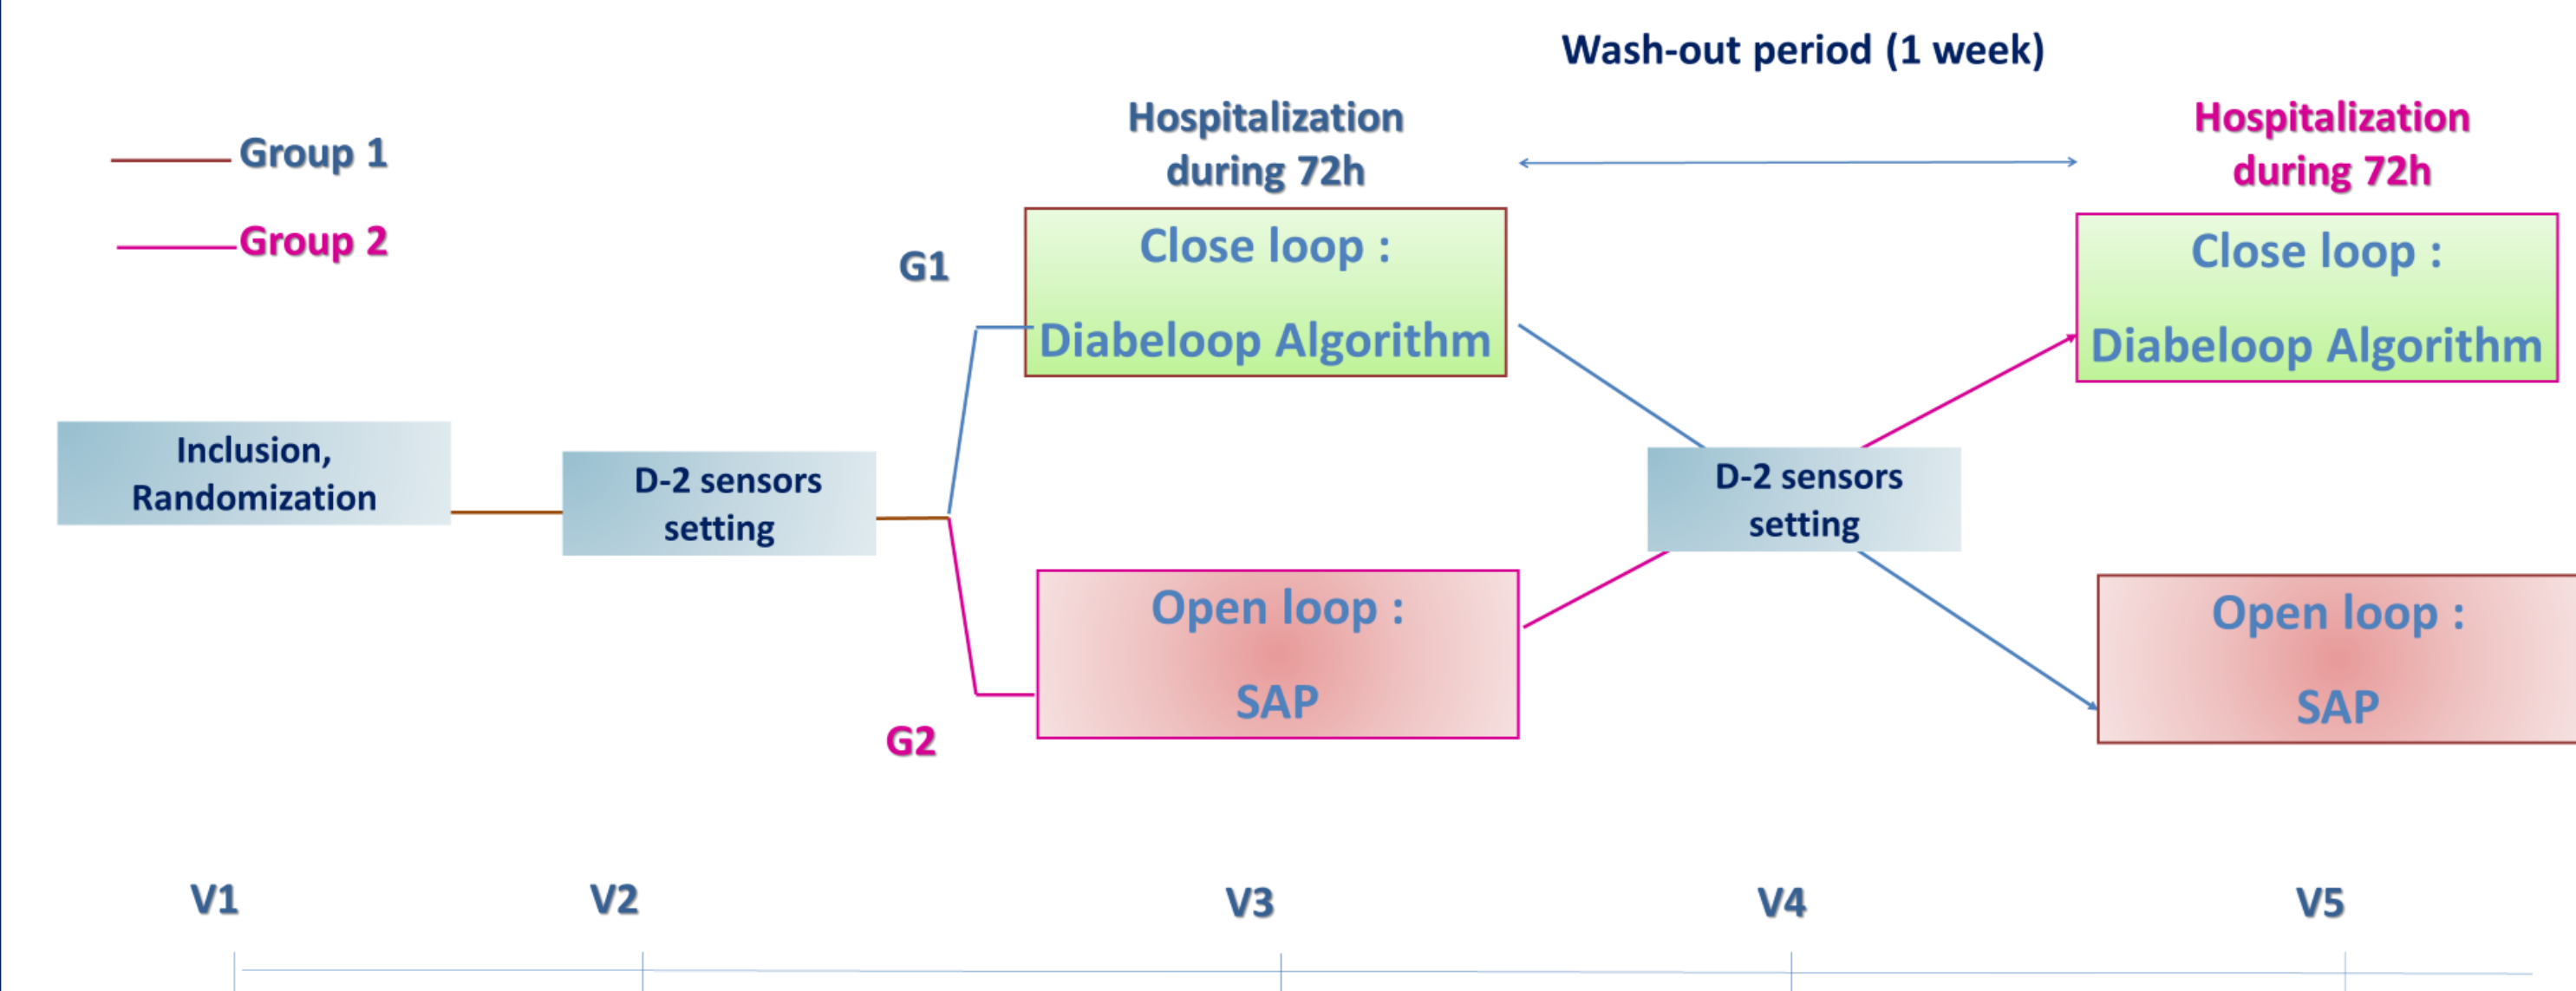 Wash-out period (1 week)
Group 1
Group 2
Hospitalization
during 72h
Hospitalization
during 72h
G1
Close loop :
Diabeloop Algorithm
Close loop :
Diabeloop Algorithm
Inclusion,
Randomization
D-2 sensors
setting
D-2 sensors
setting
Open loop :
SAP
Open loop :
SAP
G2
V1
V2
V3
V4
V5